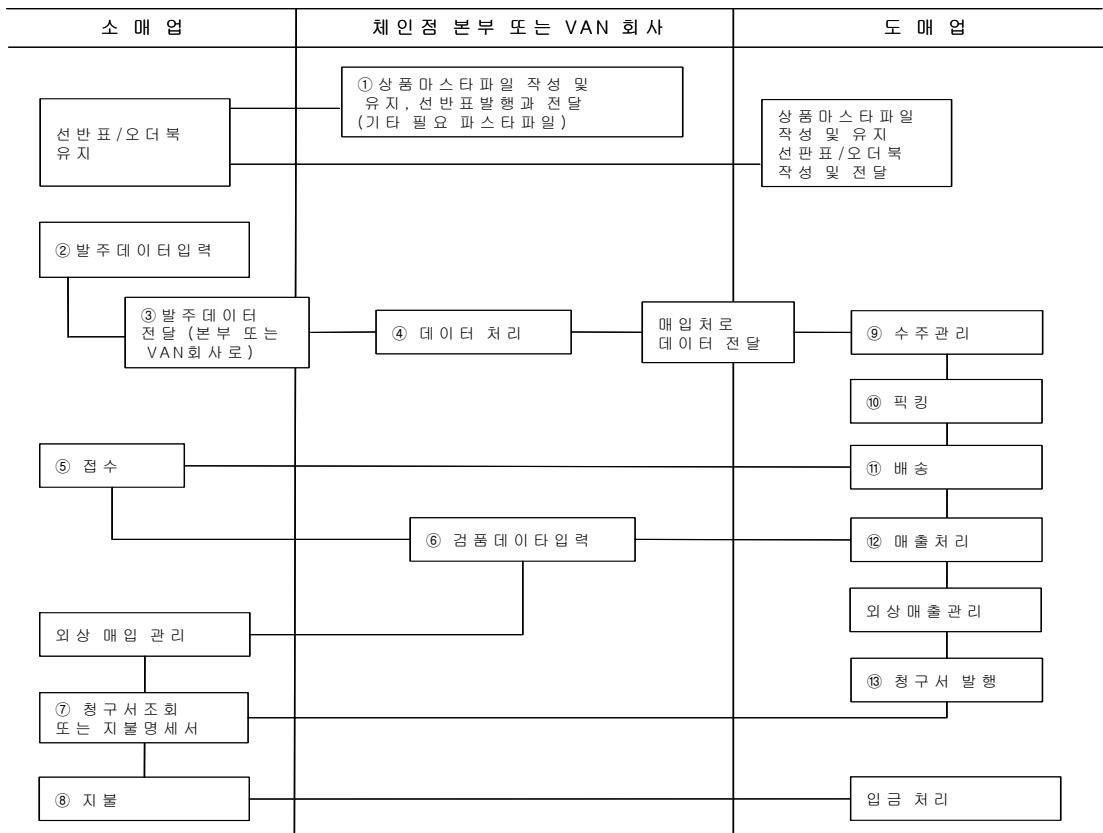 소매업
체인점 본부 또는 VAN 회사
도매업
①상품마스타파일 작성 및
유지, 선반표발행과 전달
(기타 필요 파스타파일)
선반표/오더북
유지
상품마스타파일
작성 및 유지
선판표/오더북
작성 및 전달
②발주데이터입력
③발주데이터
전달 (본부 또는
VAN회사로)
④ 데이터 처리
매입처로
데이터 전달
⑨ 수주관리
⑩ 픽킹
⑤ 접수
⑪ 배송
⑥ 검품데이타입력
⑫ 매출처리
외상 매입 관리
외상매출관리
⑬ 청구서 발행
⑦ 청구서조회
또는 지불명세서
⑧ 지불
입금 처리